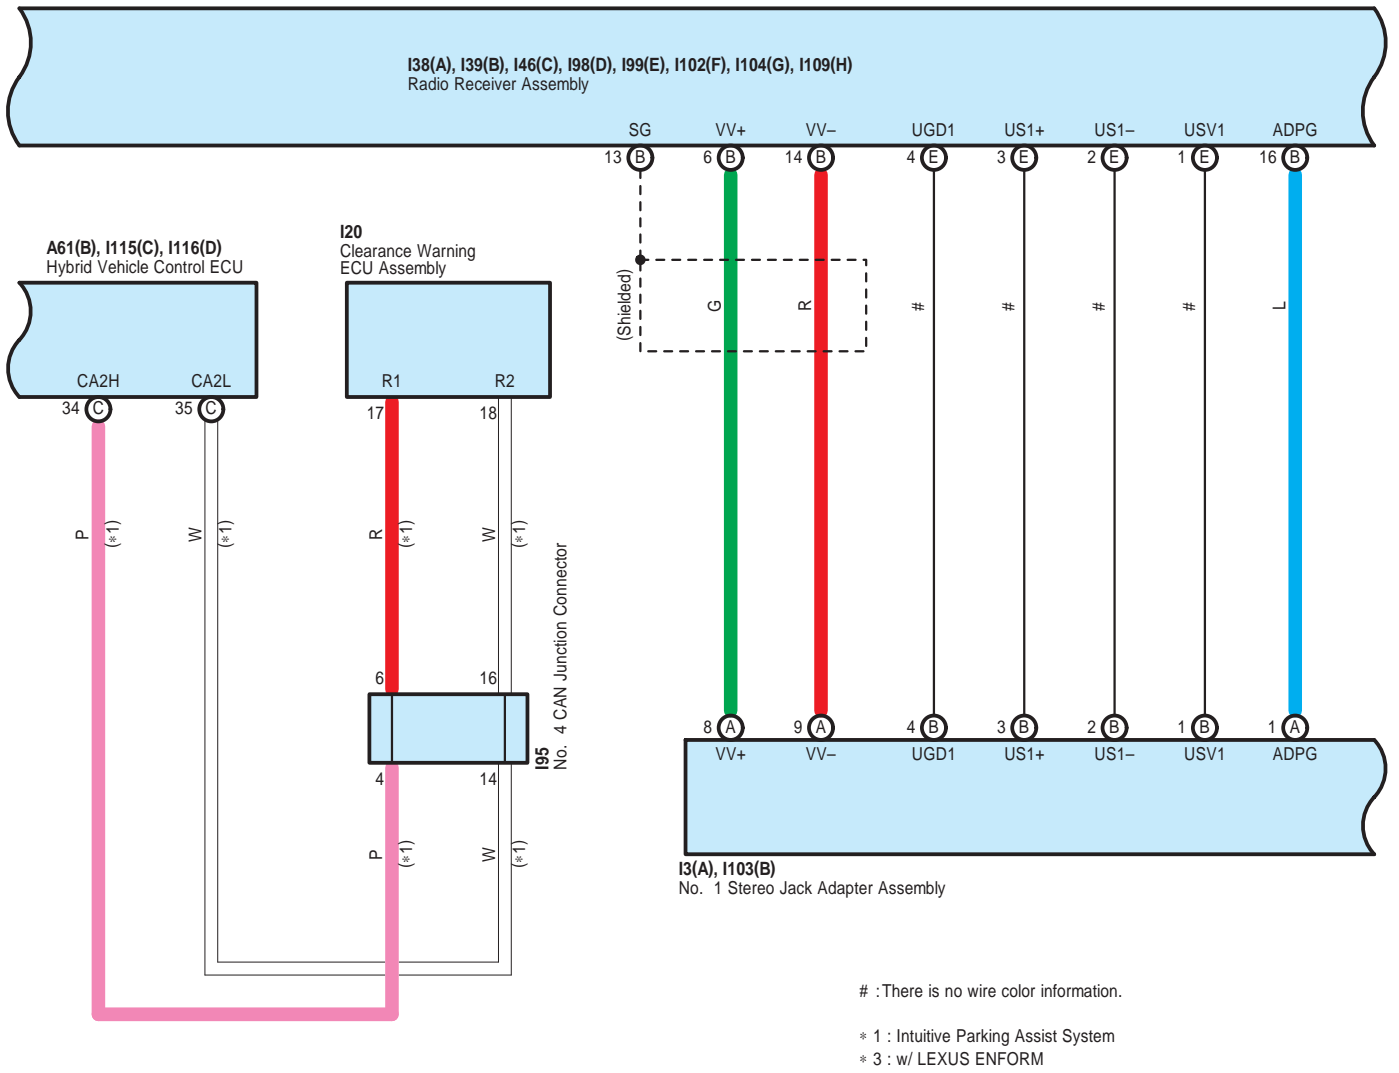 I38(A), I39(B), I46(C), I98(D), I99(E), I102(F), I104(G), I109(H)
Radio Receiver Assembly
SG VV+ VV– UGD1 US1+ US1– USV1 ADPG
13 B 6 B 14 B 4 E 3 E 2 E 1 E 16 B
A61(B), I115(C), I116(D)
Hybrid Vehicle Control ECU
I20
Clearance Warning
ECU Assembly
(Shielded)
G R # # # # L
CA2H CA2L R1 R2
34 C 35 C 17 18
P (∗1) W (∗1) R (∗1) W (∗1)
6 16
I95
No. 4 CAN Junction Connector
4 14
P (∗1) W (∗1)
8 A 9 A 4 B 3 B 2 B 1 B 1 A
VV+ VV– UGD1 US1+ US1– USV1 ADPG
I3(A), I103(B)
No. 1 Stereo Jack Adapter Assembly
# : There is no wire color information.
∗ 1 : Intuitive Parking Assist System
∗ 3 : w/ LEXUS ENFORM